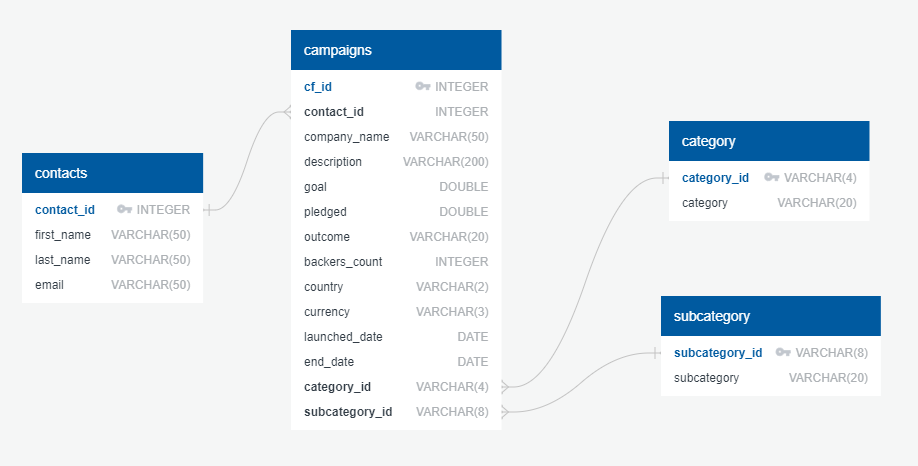 contacts
contact_id INTEGER
first_name VARCHAR(50)
last_name VARCHAR(50)
email VARCHAR(50)
campaigns
cf_id INTEGER
contact_id INTEGER
company_name VARCHAR(50)
description VARCHAR(200)
goal DOUBLE
pledged DOUBLE
outcome VARCHAR(20)
backers_count INTEGER
country VARCHAR(2)
currency VARCHAR(3)
launched_date DATE
end_date DATE
category_id VARCHAR(4)
subcategory_id VARCHAR(8)
category
category_id VARCHAR(4)
category VARCHAR(20)
subcategory
subcategory_id VARCHAR(8)
subcategory VARCHAR(20)